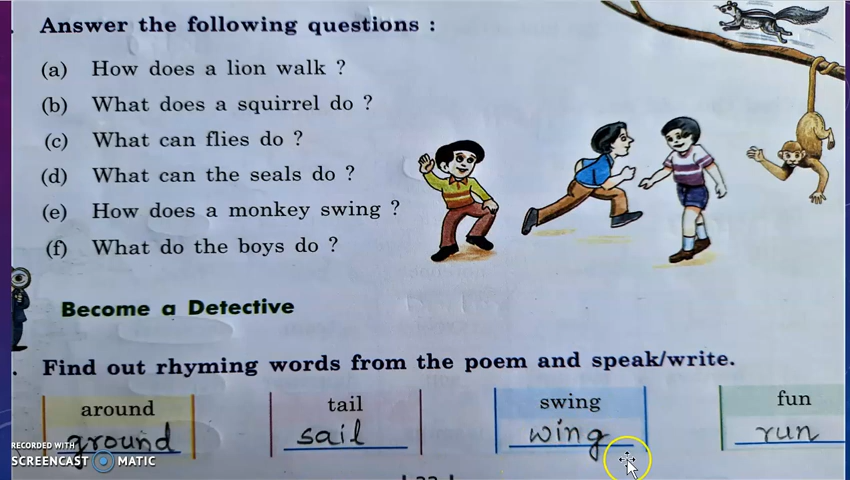 Answer the following questions :
(a) How does a lion walk ?
(b) What does a squirrel do ?
(c) What can flies do ?
(d) What can the seals do ?
(e) How does a monkey swing ?
(f) What do the boys do ?
Become a Detective
Find out rhyming words from the poem and speak/write.
around tail swing fun
ground sail wing run
RECORDED WITH
SCREENCAST MATIC